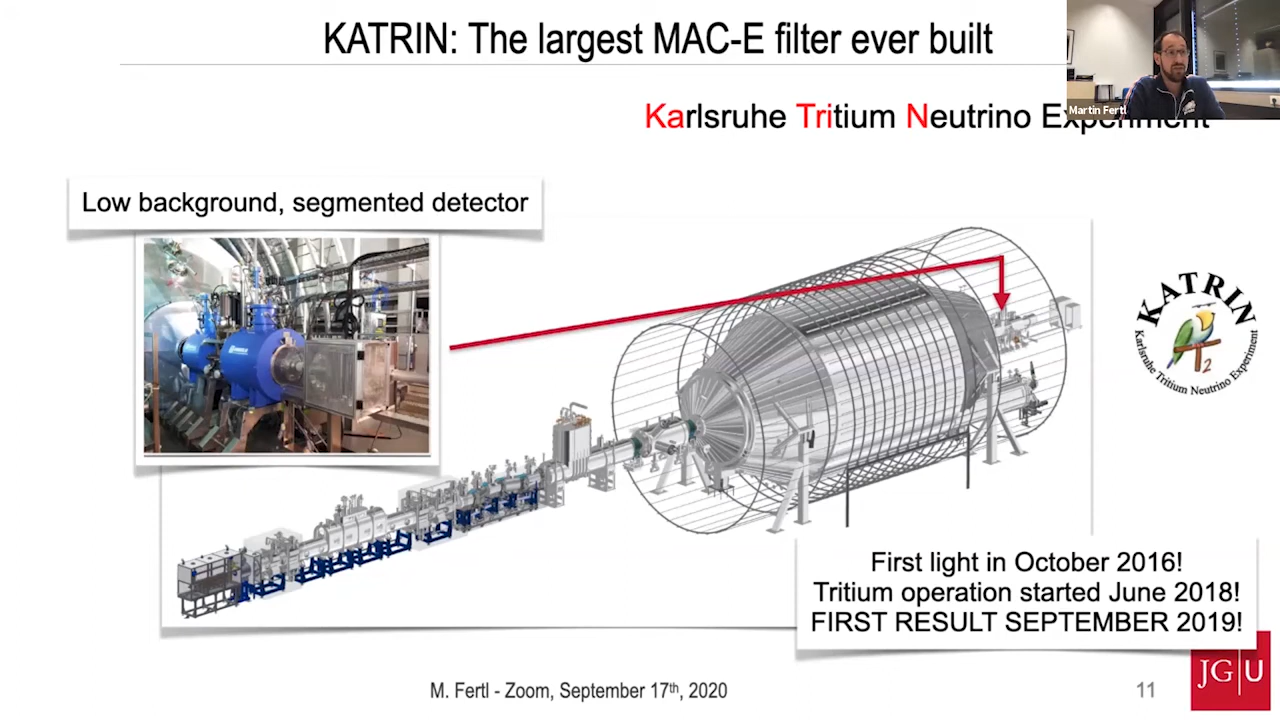 KATRIN: The largest MAC-E filter ever built
Martin Fertl
Karlsruhe Tritium Neutrino Experiment
Low background, segmented detector
KATRIN
T2
Karlsruhe Tritium Neutrino Experiment
First light in October 2016!
Tritium operation started June 2018!
FIRST RESULT SEPTEMBER 2019!
M. Fertl - Zoom, September 17th, 2020
11
JG|U